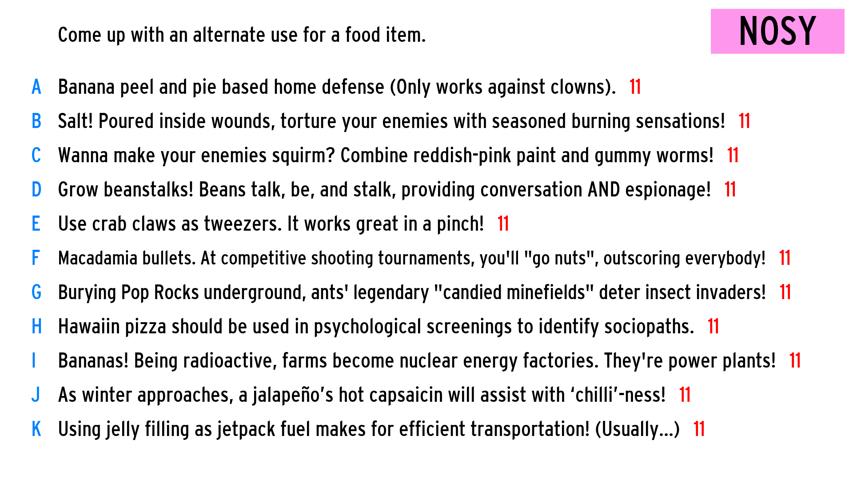 Come up with an alternate use for a food item.
NOSY
A Banana peel and pie based home defense (Only works against clowns). 11
B Salt! Poured inside wounds, torture your enemies with seasoned burning sensations! 11
C Wanna make your enemies squirm? Combine reddish-pink paint and gummy worms! 11
D Grow beanstalks! Beans talk, be, and stalk, providing conversation AND espionage! 11
E Use crab claws as tweezers. It works great in a pinch! 11
F Macadamia bullets. At competitive shooting tournaments, you'll "go nuts", outscoring everybody! 11
G Burying Pop Rocks underground, ants' legendary "candied minefields" deter insect invaders! 11
H Hawaiin pizza should be used in psychological screenings to identify sociopaths. 11
I Bananas! Being radioactive, farms become nuclear energy factories. They're power plants! 11
J As winter approaches, a jalapeño’s hot capsaicin will assist with ‘chilli’-ness! 11
K Using jelly filling as jetpack fuel makes for efficient transportation! (Usually...) 11